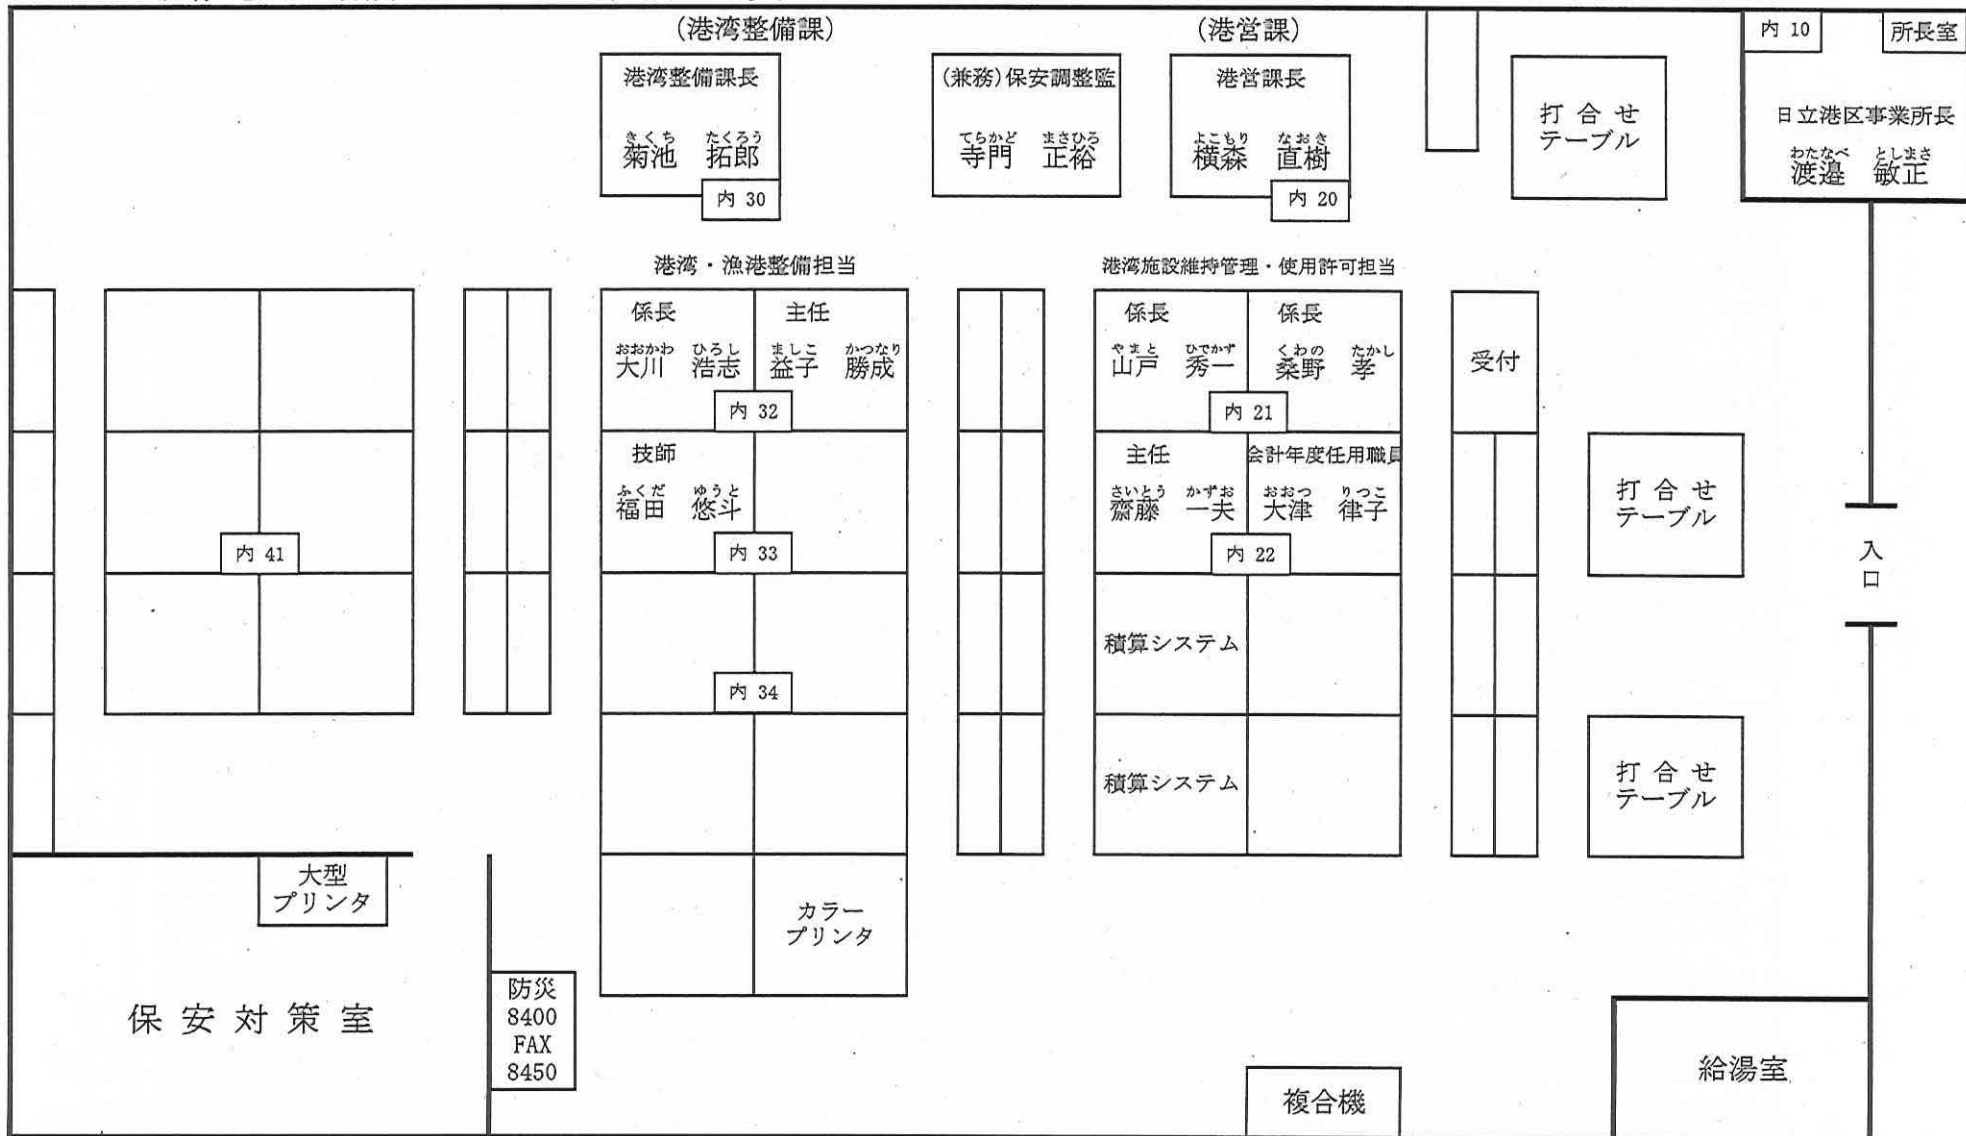 (港湾整備課)
(港営課)
内 10
所長室
港湾整備課長
きくち たくろう
菊池 拓郎
内 30
(兼務)保安調整監
てらかど まさひろ
寺門 正裕
港営課長
よこもり なおき
横森 直樹
内 20
打 合 せ
テーブル
日立港区事業所長
わたなべ としまさ
渡邉 敏正
港湾・漁港整備担当
港湾施設維持管理・使用許可担当
係長
おおかわ ひろし
大川 浩志
主任
ましこ かつなり
益子 勝成
内 32
係長
やまと ひでかず
山戸 秀一
係長
くわの たかし
桑野 孝
内 21
受付
技師
ふくだ ゆうと
福田 悠斗
内 33
主任
さいとう かずお
齋藤 一夫
会計年度任用職員
おおつ りつこ
大津 律子
内 22
打 合 せ
テーブル
入口
内 41
内 34
積算システム
積算システム
打 合 せ
テーブル
大型
プリンタ
カラー
プリンタ
保 安 対 策 室
防災
8400
FAX
8450
複合機
給湯室